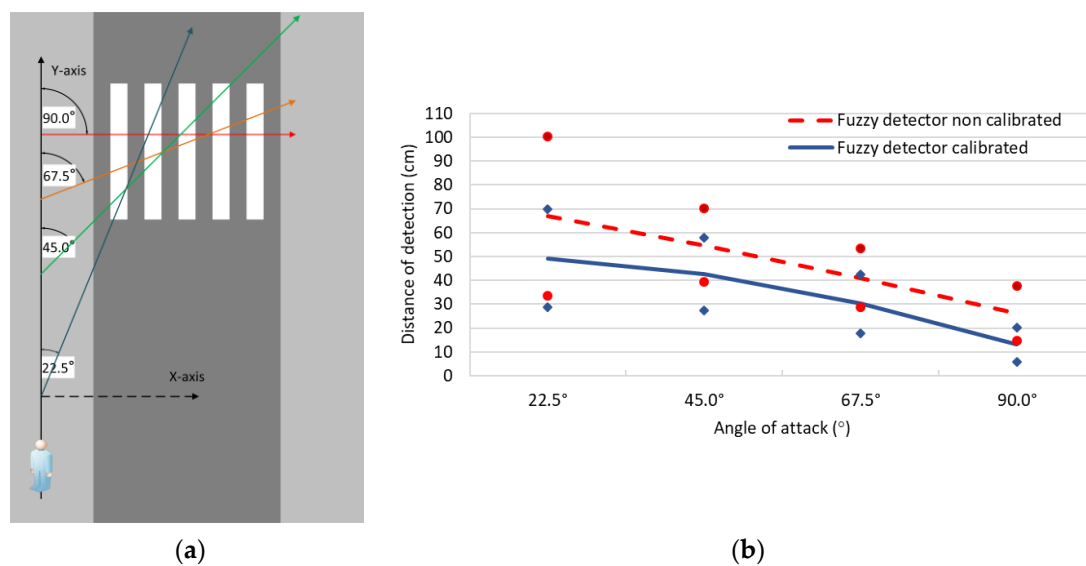 Y-axis
90.0°
67.5°
45.0°
22.5°
X-axis
(a)
Fuzzy detector non calibrated
Fuzzy detector calibrated
Distance of detection (cm)
110
100
90
80
70
60
50
40
30
20
10
0
22.5°
45.0°
67.5°
90.0°
Angle of attack (°)
(b)